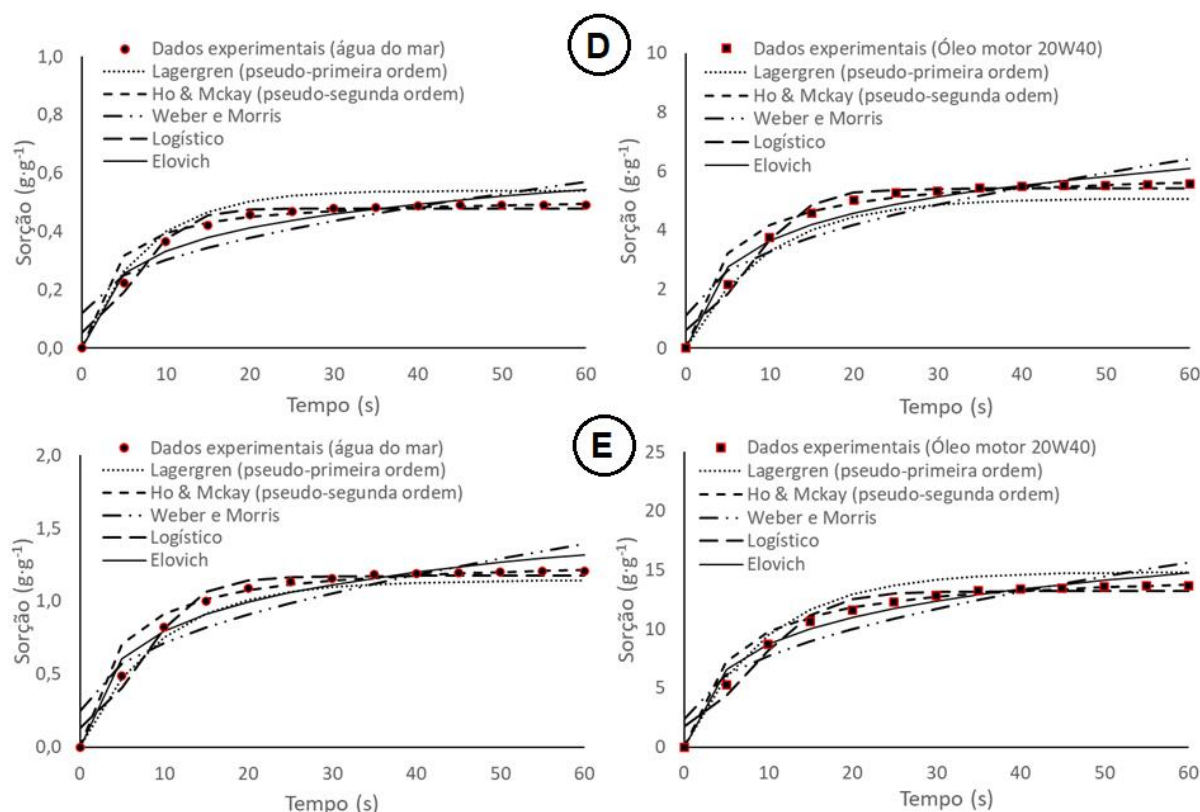 D
1,0
0,8
0,6
0,4
0,2
0,0
Sorção (g·g⁻¹)
Dados experimentais (água do mar)
Lagergren (pseudo-primeira ordem)
Ho & Mckay (pseudo-segunda ordem)
Weber e Morris
Logístico
Elovich
0 10 20 30 40 50 60
Tempo (s)
10
8
6
4
2
0
Sorção (g·g⁻¹)
Dados experimentais (Óleo motor 20W40)
Lagergren (pseudo-primeira ordem)
Ho & Mckay (pseudo-segunda odem)
Weber e Morris
Logístico
Elovich
0 10 20 30 40 50 60
Tempo (s)
E
2,0
1,5
1,0
0,5
0,0
Sorção (g·g⁻¹)
Dados experimentais (água do mar)
Lagergren (pseudo-primeira ordem)
Ho & Mckay (pseudo-segunda ordem)
Weber e Morris
Logístico
Elovich
0 10 20 30 40 50 60
Tempo (s)
25
20
15
10
5
0
Sorção (g·g⁻¹)
Dados experimentais (Óleo motor 20W40)
Lagergren (pseudo-primeira ordem)
Ho & Mckay (pseudo-segunda ordem)
Weber e Morris
Logístico
Elovich
0 10 20 30 40 50 60
Tempo (s)